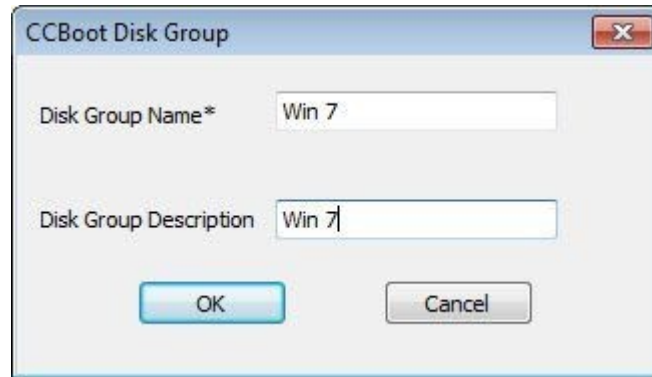 CCBoot Disk Group
Disk Group Name* Win 7
Disk Group Description Win 7
OK Cancel